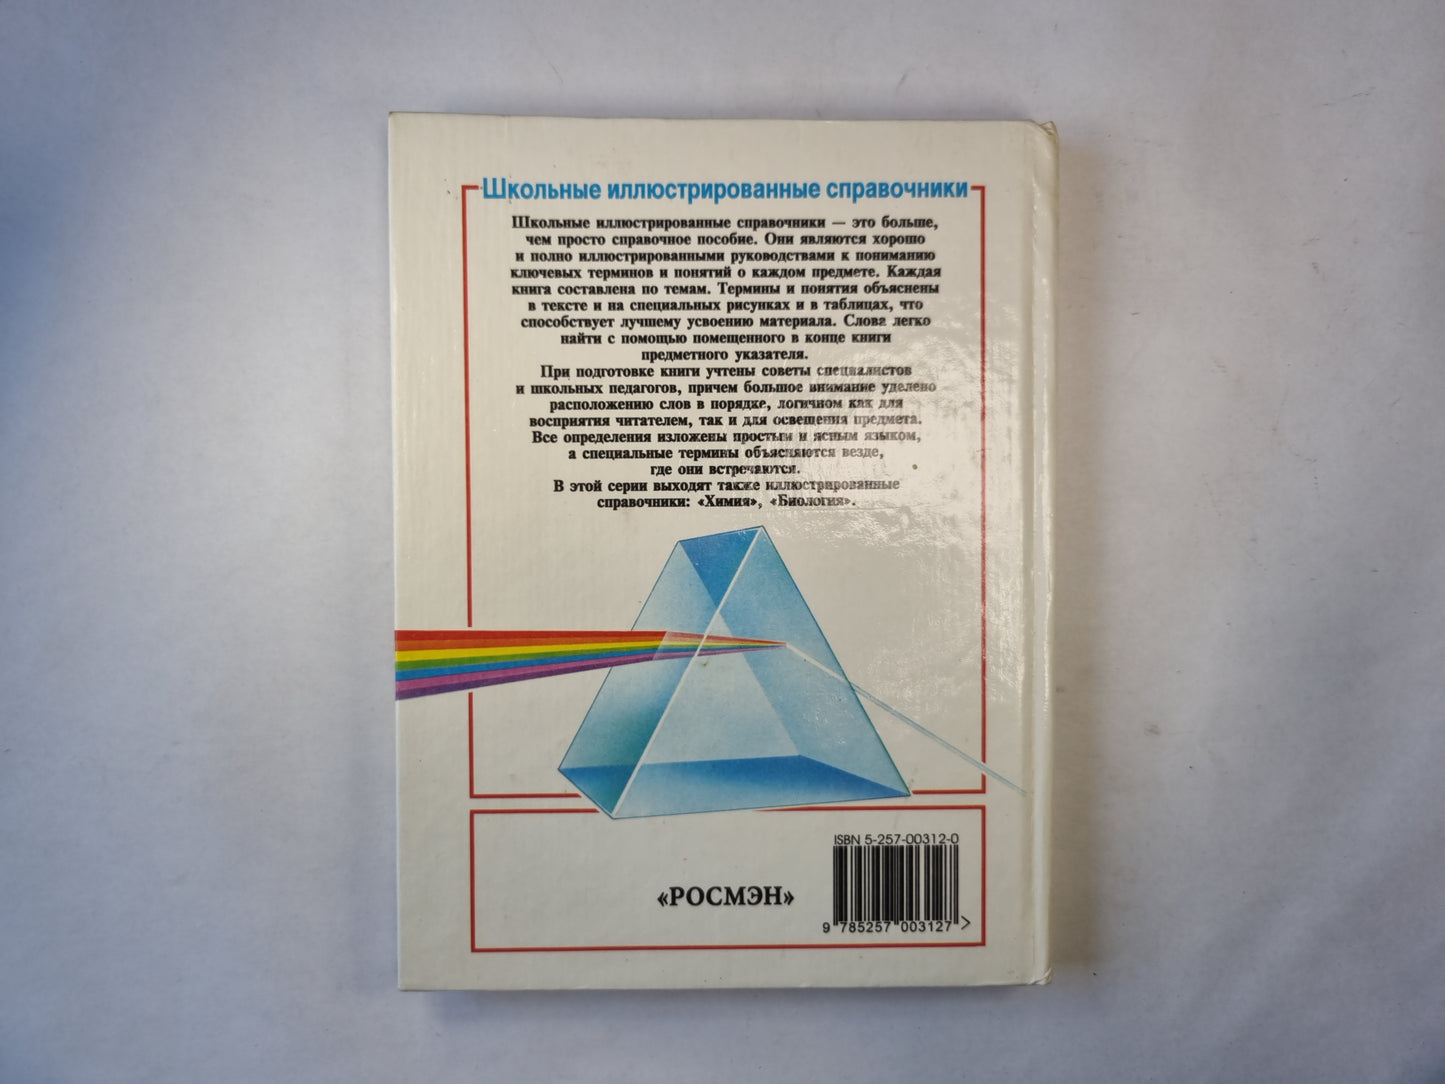 Школьные иллюстрированные справочники
Школьные иллюстрированные справочники — это больше,
чем просто справочное пособие. Они являются хорошо
и полно иллюстрированными руководствами к пониманию
ключевых терминов и понятий о каждом предмете. Каждая
книга составлена по темам. Термины и понятия объяснены
в тексте и на специальных рисунках и в таблицах, что
способствует лучшему усвоению материала. Слова легко
найти с помощью помещенного в конце книги
предметного указателя.
При подготовке книги учтены советы специалистов
и школьных педагогов, причем большое внимание уделено
расположению слов в порядке, логичном как для
восприятия читателем, так и для освещения предмета.
Все определения изложены простым и ясным языком,
а специальные термины объясняются везде,
где они встречаются.
В этой серии выходят также иллюстрированные
справочники: «Химия», «Биология».
ISBN 5-257-00312-0
«РОСМЭН»
9 785257 003127 >